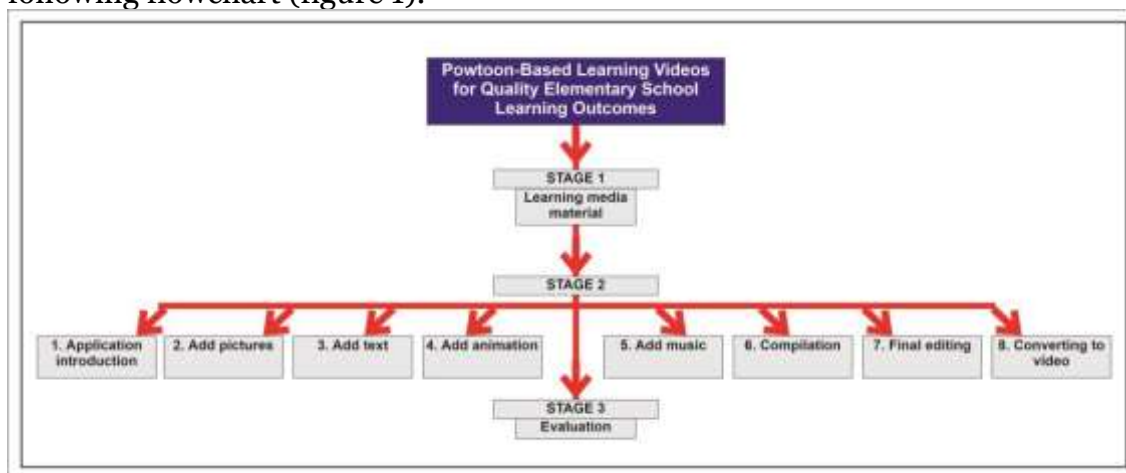 following flowchart (figure 1).
Powtoon-Based Learning Videos
for Quality Elementary School
Learning Outcomes
STAGE 1
Learning media
material
STAGE 2
1. Application
introduction
2. Add pictures
3. Add text
4. Add animation
5. Add music
6. Compilation
7. Final editing
8. Converting to
video
STAGE 3
Evaluation